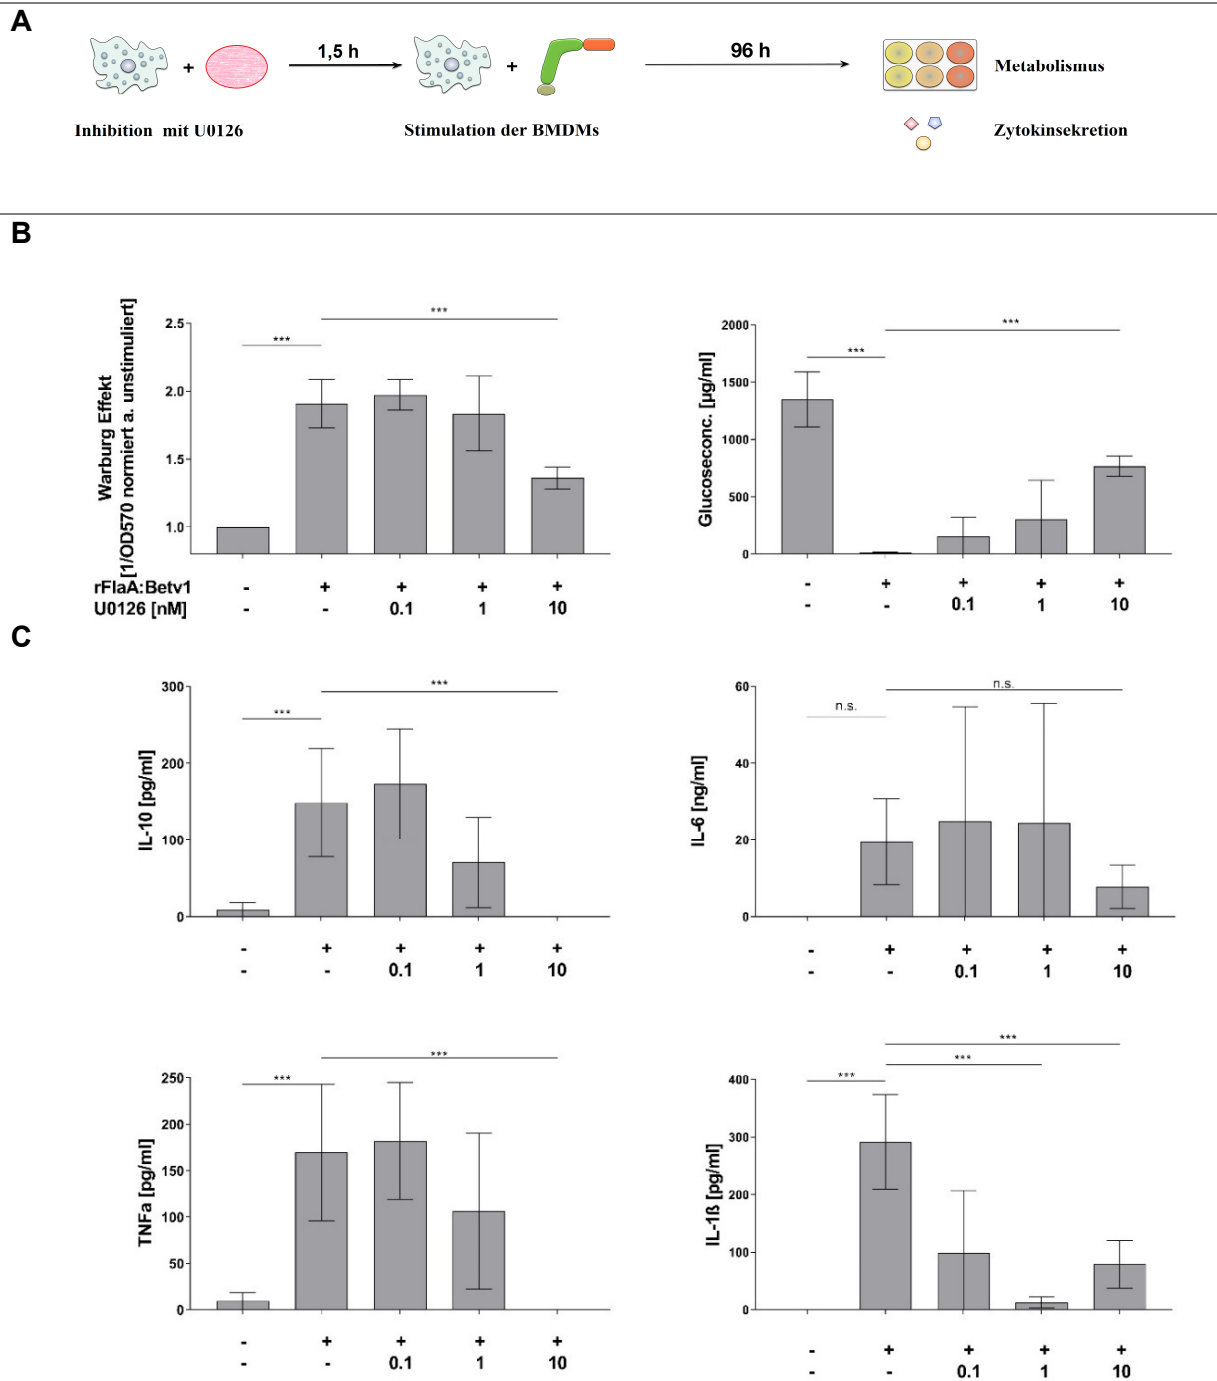 A
1,5 h
96 h
+
+
Metabolismus
Inhibition mit U0126
Stimulation der BMDMs
Zytokinsekretion
B
Warburg Effekt
[1/OD570 normiert a. unstimuliert]
2.5
2.0
1.5
1.0
***
***
rFlaA:Betv1 - + + + +
U0126 [nM] - - 0.1 1 10
Glucoseconc. [µg/ml]
2000
1500
1000
500
0
***
***
- + + + +
- - 0.1 1 10
C
IL-10 [pg/ml]
300
200
100
0
***
***
- + + + +
- - 0.1 1 10
IL-6 [ng/ml]
60
40
20
0
n.s.
n.s.
- + + + +
- - 0.1 1 10
TNFa [pg/ml]
250
200
150
100
50
0
***
***
- + + + +
- - 0.1 1 10
IL-1ß [pg/ml]
400
300
200
100
0
***
***
***
- + + + +
- - 0.1 1 10